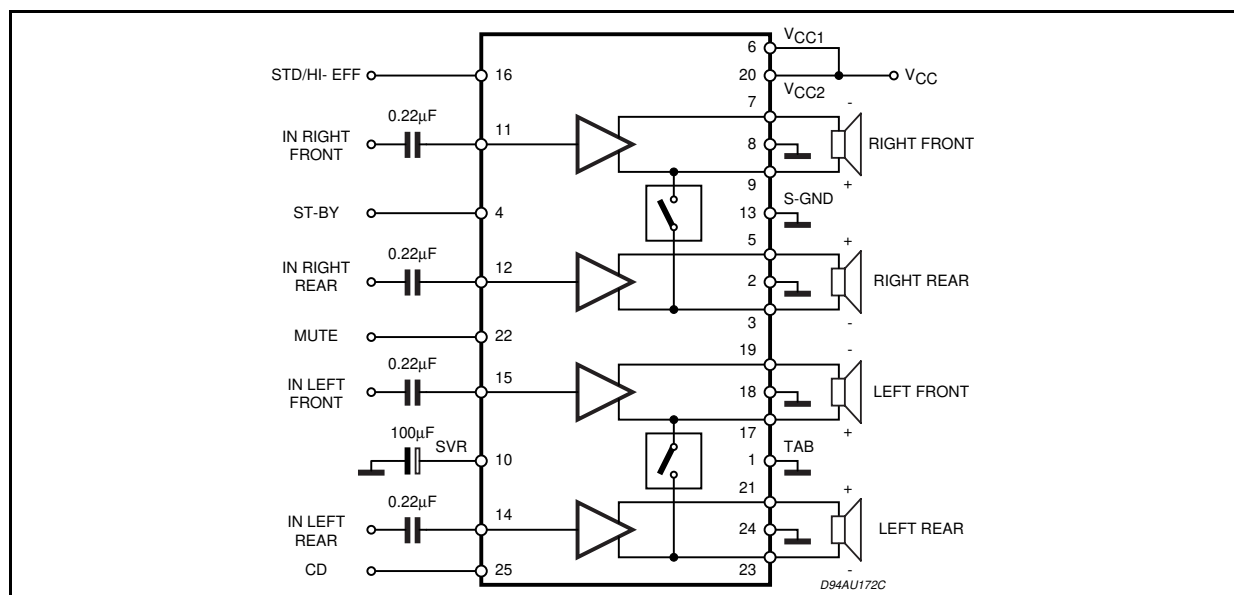 6 VCC1
STD/HI- EFF 16 20 VCC
VCC2
0.22µF 7 -
IN RIGHT 11
FRONT 8 RIGHT FRONT
9 +
S-GND
ST-BY 4 13
5 +
0.22µF
IN RIGHT 12
REAR 2 RIGHT REAR
3 -
MUTE 22
19 -
0.22µF
IN LEFT 15
FRONT 18 LEFT FRONT
17 +
100µF SVR TAB
10 1
21 +
0.22µF
IN LEFT 14
REAR 24 LEFT REAR
CD 25 23 -
D94AU172C